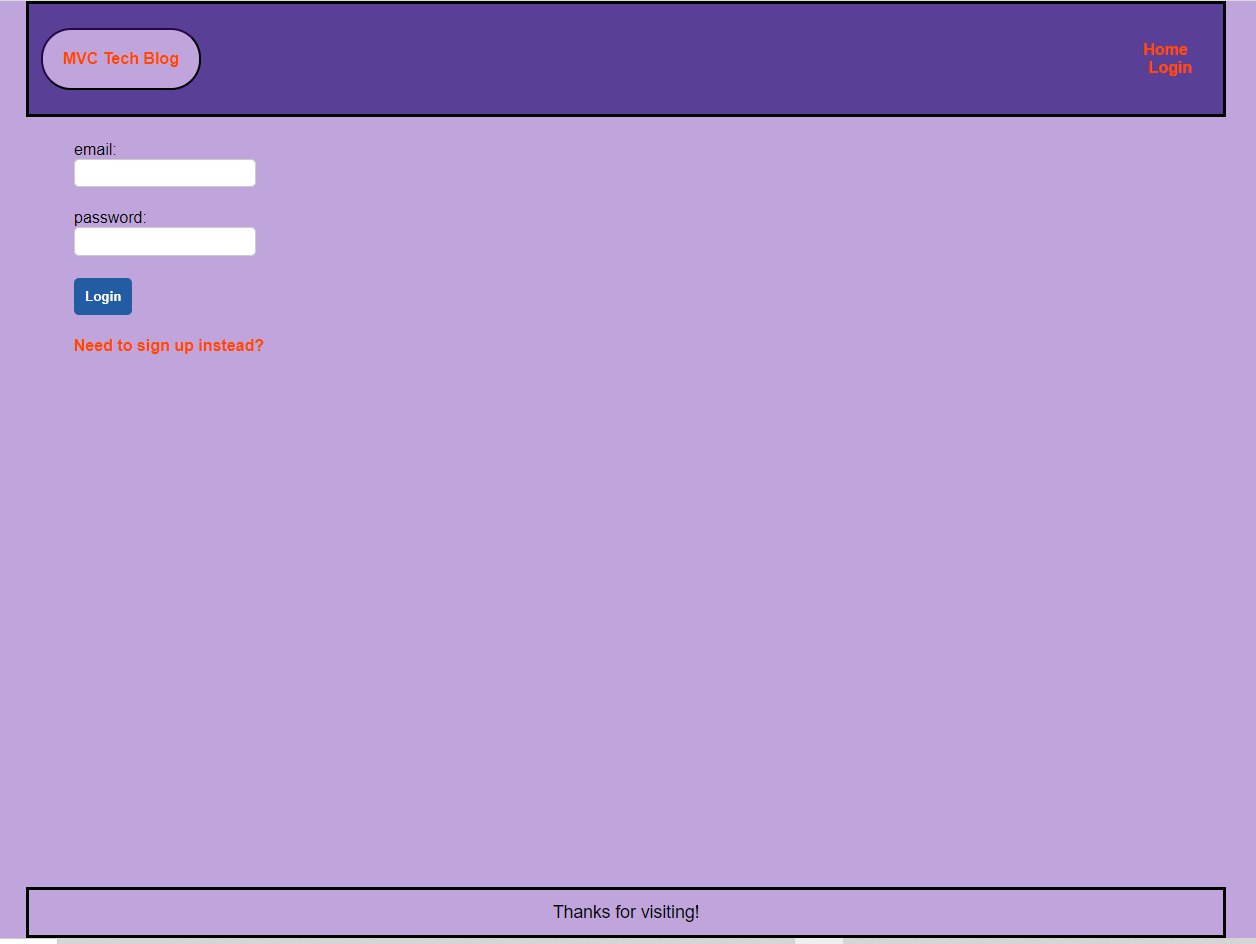 MVC Tech Blog
Home
Login
email:
password:
Login
Need to sign up instead?
Thanks for visiting!